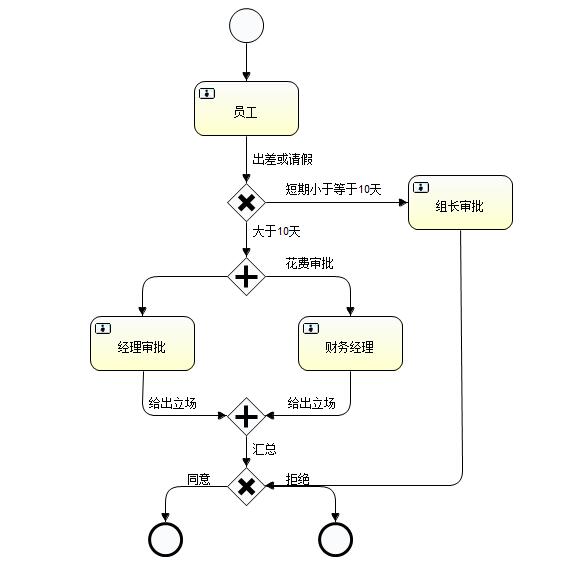 员工
出差或请假
短期小于等于10天
组长审批
大于10天
花费审批
经理审批
财务经理
给出立场
给出立场
汇总
同意
拒绝